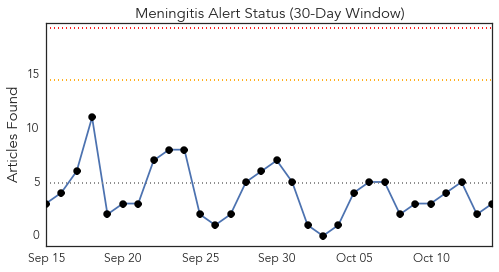 Meningitis Alert Status (30-Day Window)
Articles Found
15
10
5
0
Sep 15 Sep 20 Sep 25 Sep 30 Oct 05 Oct 10